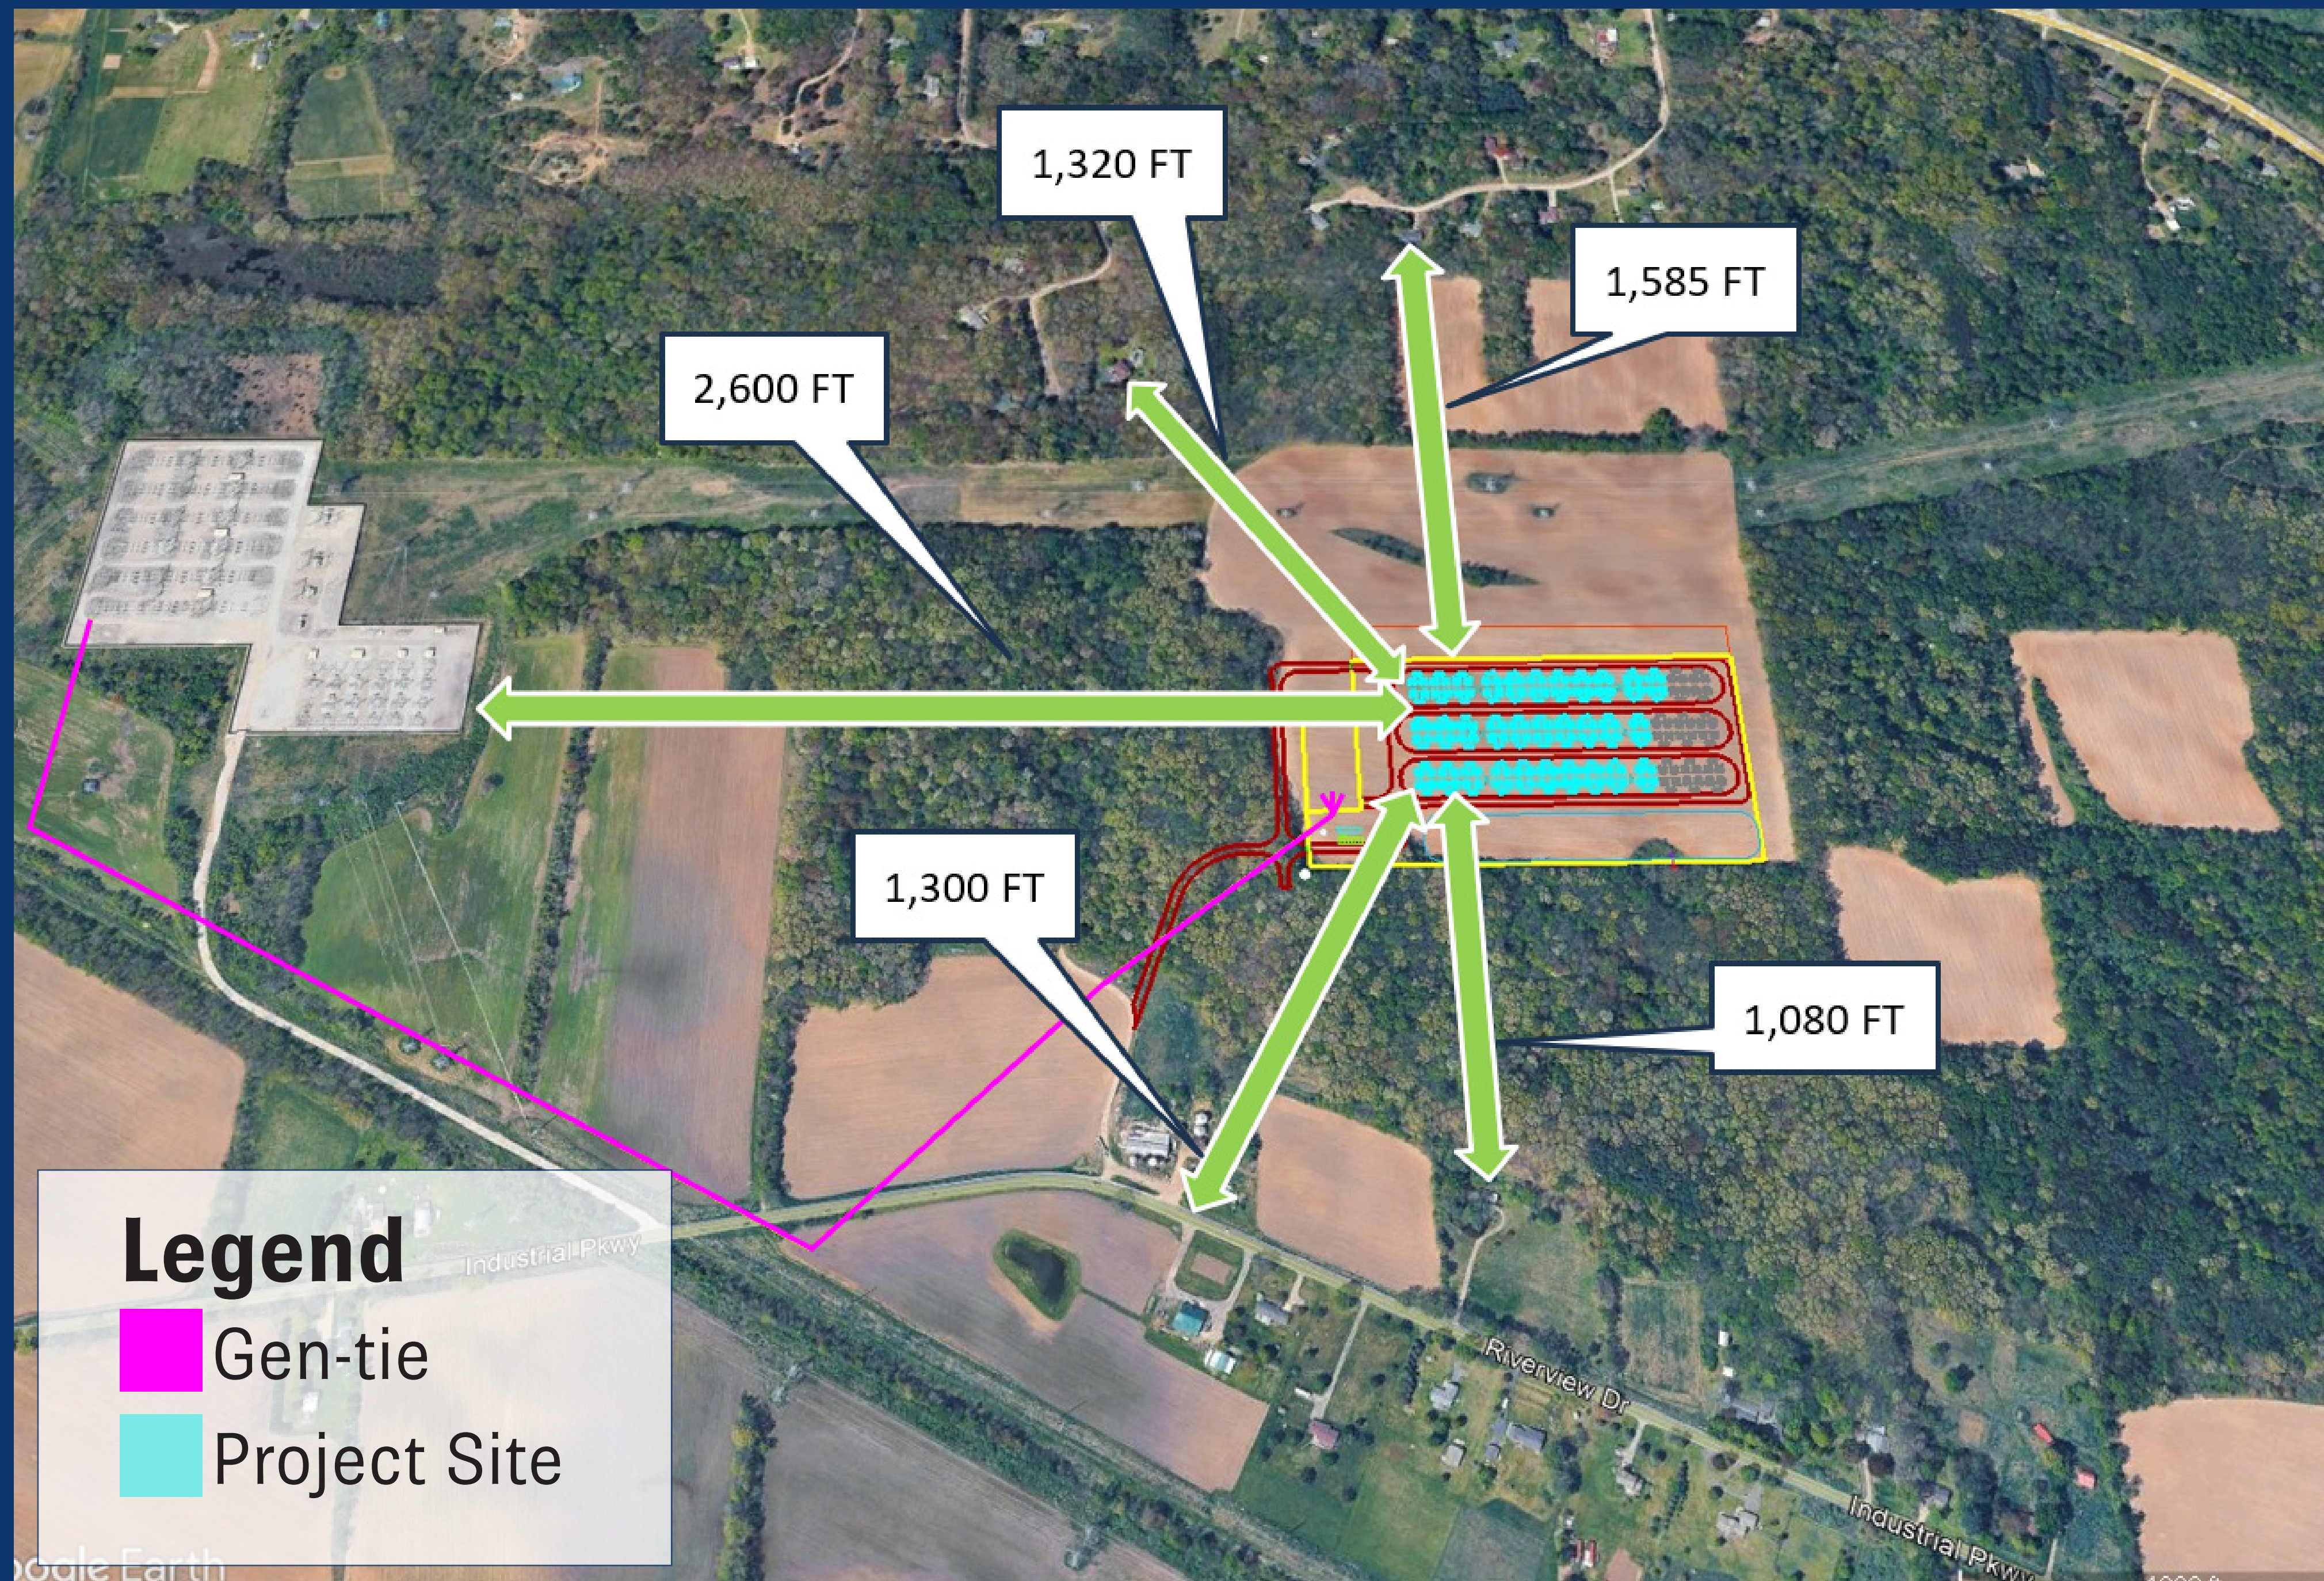 1,320 FT
1,585 FT
2,600 FT
1,300 FT
1,080 FT
Legend
Gen-tie
Project Site
Industrial Pkwy
Riverview Dr
Industrial Pkwy
Earth